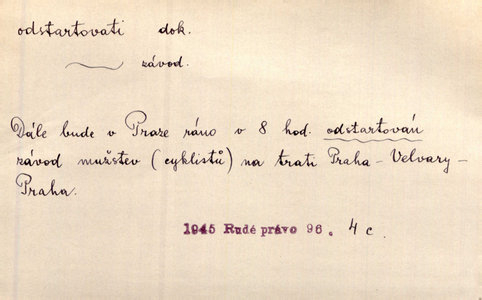 odstartovati dok.
~ závod.
Dále bude v Praze ráno v 8 hod. odstartován
závod mužstev (cyklistů) na trati Praha - Velvary -
Praha.
1945 Rudé právo 96. 4 c.